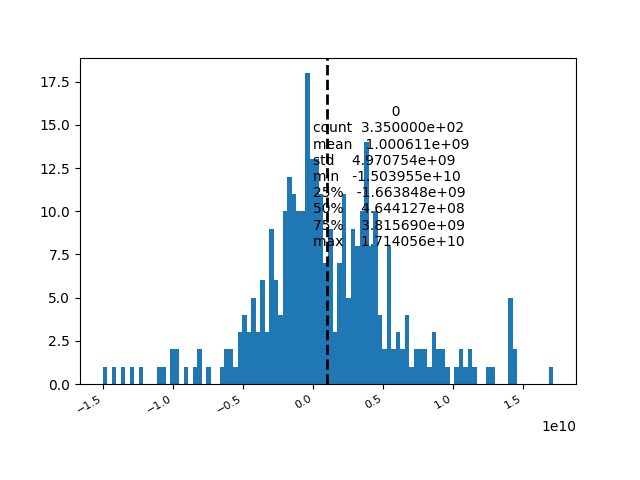 17.5
15.0
12.5
10.0
7.5
5.0
2.5
0.0
0
count 3.350000e+02
mean 1.000611e+09
std 4.970754e+09
min -1.503955e+10
25% -1.663848e+09
50% 4.644127e+08
75% 3.815690e+09
max 1.714056e+10
−1.5 −1.0 −0.5 0.0 0.5 1.0 1.5
1e10